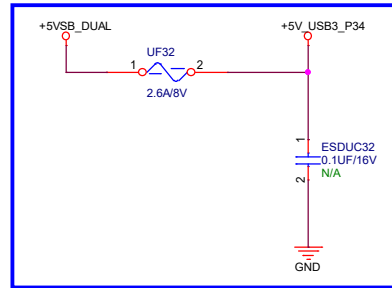 +5VSB_DUAL
+5V_USB3_P34
UF32
1 2
2.6A/8V
1
ESDUC32
0.1UF/16V
N/A
2
GND